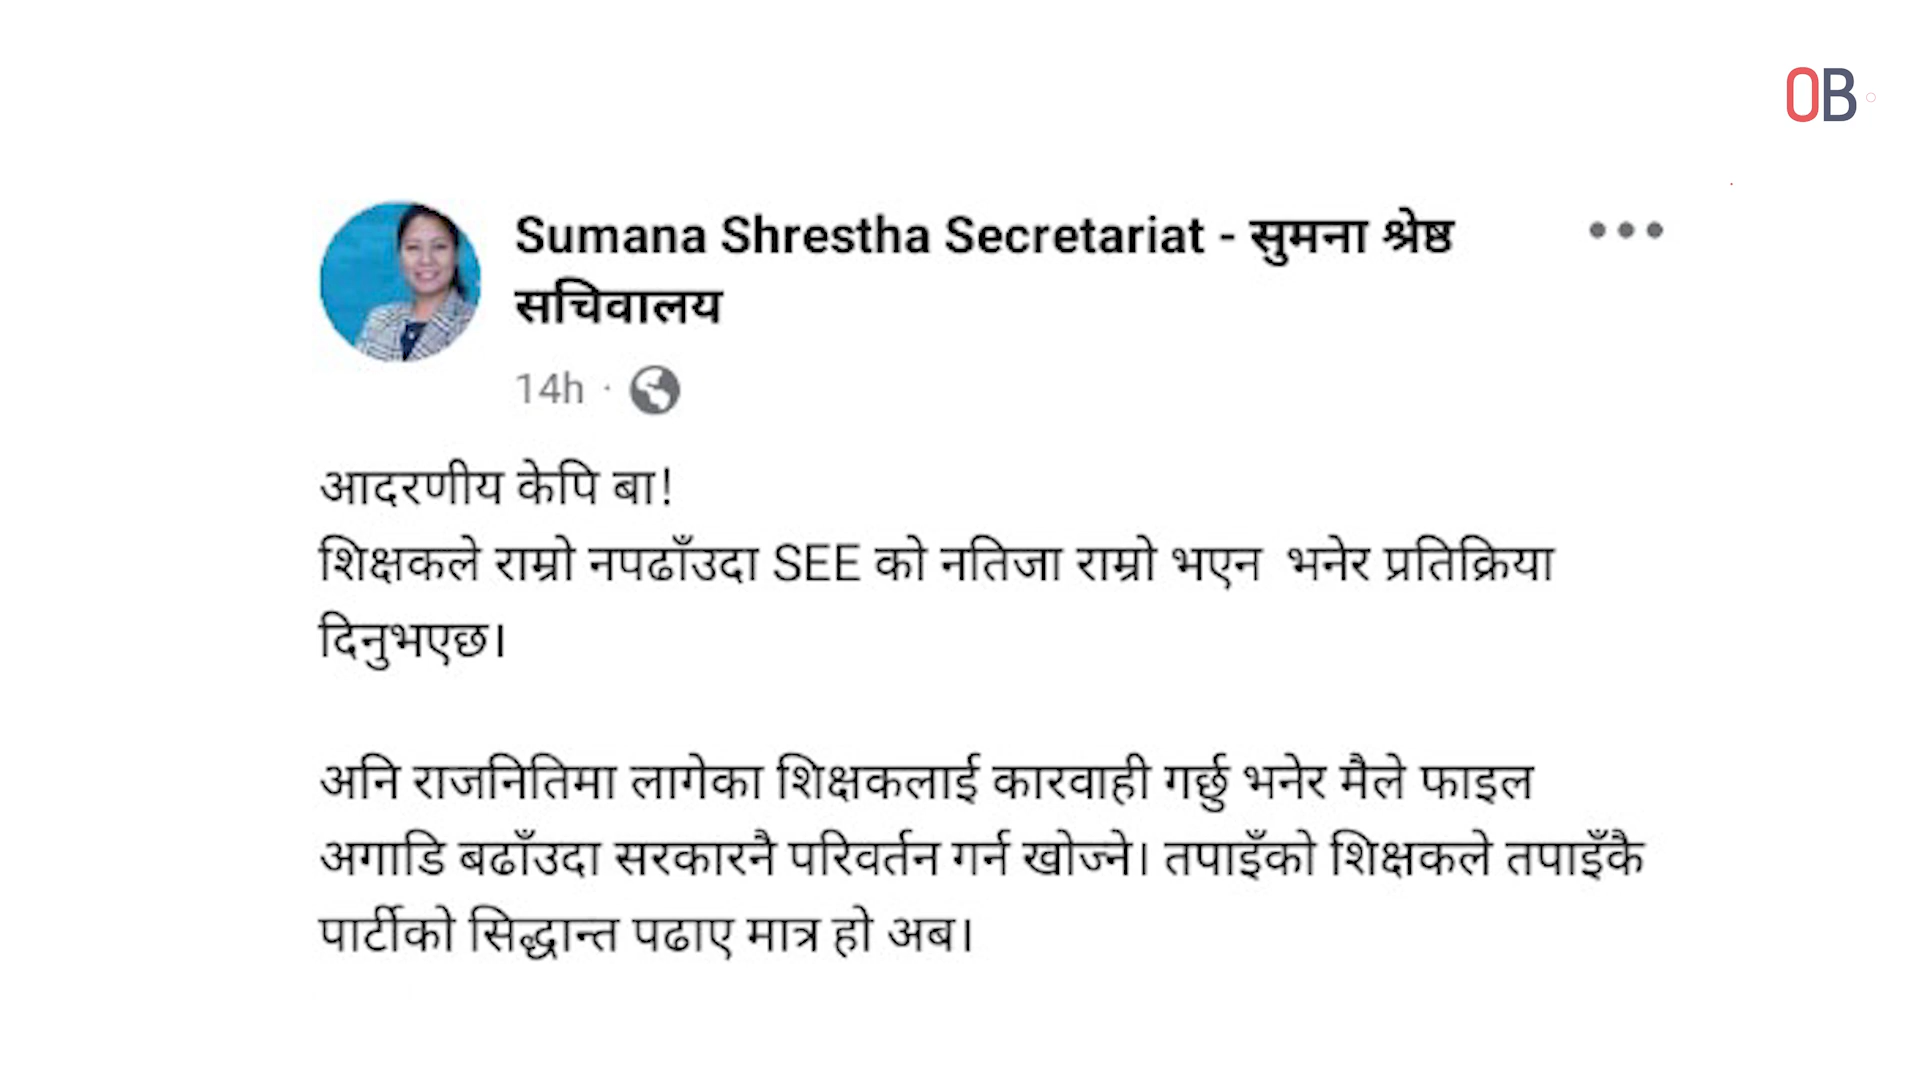 OB
Sumana Shrestha Secretariat - सुमना श्रेष्ठ
सचिवालय
14h ·
आदरणीय केपि बा!
शिक्षकले राम्रो नपढाँउदा SEE को नतिजा राम्रो भएन भनेर प्रतिक्रिया
दिनुभएछ।
अनि राजनितिमा लागेका शिक्षकलाई कारवाही गर्छु भनेर मैले फाइल
अगाडि बढाँउदा सरकारनै परिवर्तन गर्न खोज्ने। तपाइँको शिक्षकले तपाइँकै
पार्टीको सिद्धान्त पढाए मात्र हो अब।